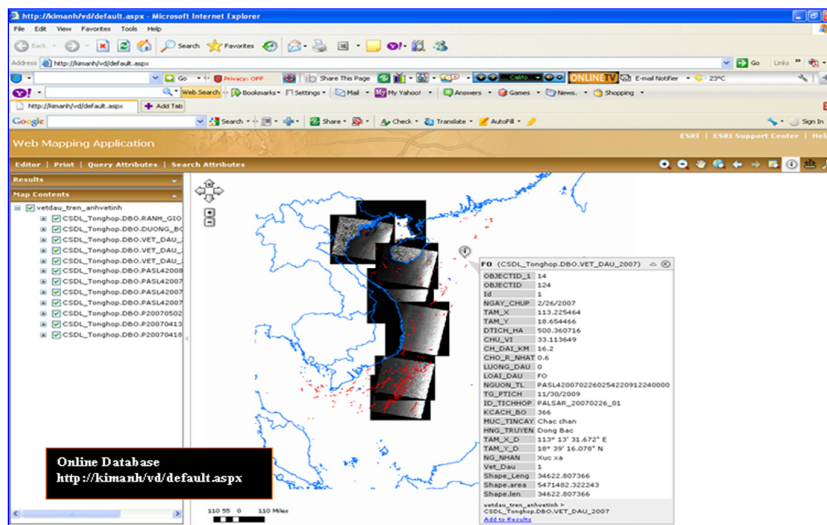 http://kimanh/vd/default.aspx - Microsoft Internet Explorer
File Edit View Favorites Tools Help
Back Search Favorites
Address http://kimanh/vd/default.aspx Go Links
Go Privacy: OFF Share This Page ONLINETV E-mail Notifier 23°C
Web Search Bookmarks Settings Mail My Yahoo! Answers Games News Shopping
http://kimanh/vd/default.aspx Add Tab
Google Search Share Check Translate AutoFill Sign In
Web Mapping Application
ESRI | ESRI Support Center | Help
Editor | Print | Query Attributes | Search Attributes
Results
Map Contents
vetdau_tren_anhvetinh
CSDL_Tonghop.DBO.RANH_GIO
CSDL_Tonghop.DBO.DUONG_BO
CSDL_Tonghop.DBO.VET_DAU_
CSDL_Tonghop.DBO.VET_DAU_
CSDL_Tonghop.DBO.VET_DAU_
CSDL_Tonghop.DBO.PASL42008
CSDL_Tonghop.DBO.PASL42007
CSDL_Tonghop.DBO.PASL42007
CSDL_Tonghop.DBO.PASL42007
CSDL_Tonghop.DBO.P20070502
CSDL_Tonghop.DBO.P20070413
CSDL_Tonghop.DBO.P20070418
FO (CSDL_Tonghop.DBO.VET_DAU_2007)
OBJECTID_1 14
OBJECTID 124
Id 1
NGAY_CHUP 2/26/2007
TAM_X 113.225464
TAM_Y 18.654466
DTICH_HA 500.360716
CHU_VI 33.113649
CH_DAI_KM 16.2
CHO_R_NHAT 0.6
LUONG_DAU 0
LOAI_DAU FO
NGUON_TL PASL4200702260254220912240000
TG_PTICH 11/30/2009
ID_TICHHOP PALSAR_20070226_01
KCACH_BO 366
MUC_TINCAY Chac chan
HNG_TRUYEN Dong Bac
TAM_X_D 113° 13' 31.672" E
TAM_Y_D 18° 39' 16.078" N
NG_NHAN Xuc xa
Vet_Dau 1
Shape_Leng 34622.807366
Shape.area 5471482.322243
Shape.len 34622.807366
vetdau_tren_anhvetinh >
CSDL_Tonghop.DBO.VET_DAU_2007
Add to Results
Online Database
http://kimanh/vd/default.aspx
110 55 0 110 Miles